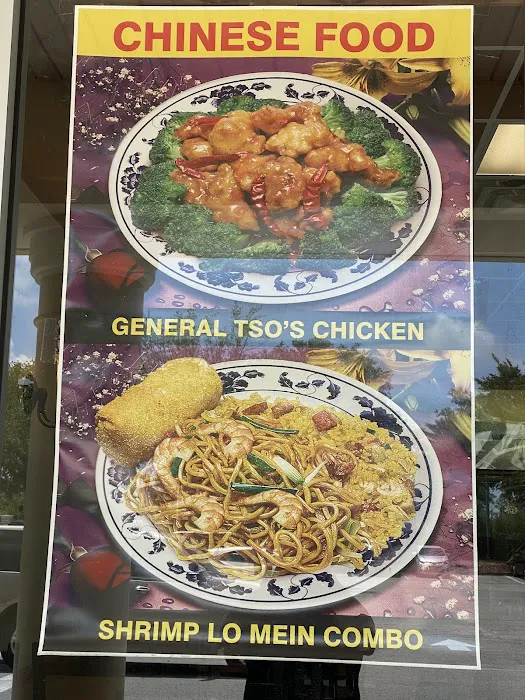 CHINESE FOOD
GENERAL TSO'S CHICKEN
SHRIMP LO MEIN COMBO